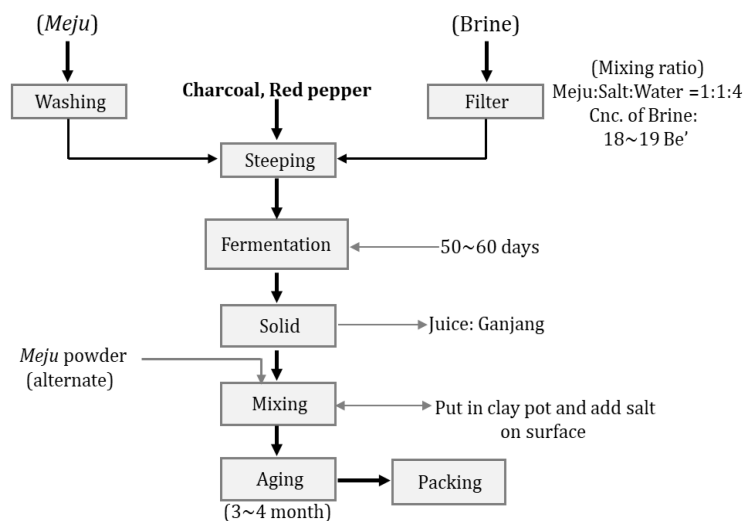 (Meju)
(Brine)
Washing
Charcoal, Red pepper
Filter
(Mixing ratio)
Meju:Salt:Water =1:1:4
Cnc. of Brine:
18~19 Be’
Steeping
Fermentation
50~60 days
Solid
Juice: Ganjang
Meju powder
(alternate)
Mixing
Put in clay pot and add salt
on surface
Aging
Packing
(3~4 month)